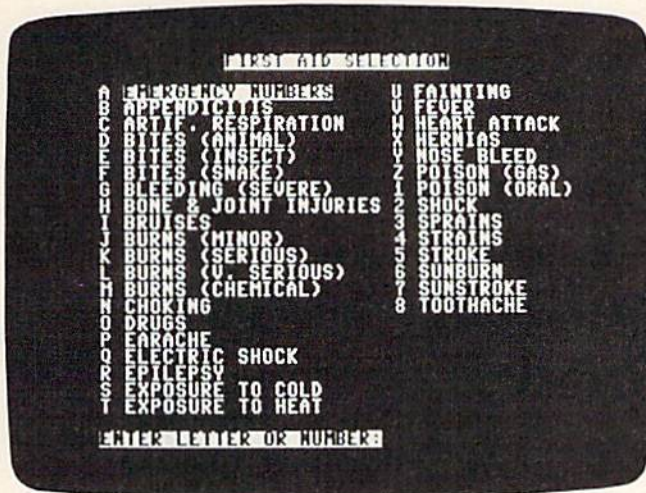 FIRST AID SELECTION
A EMERGENCY NUMBERS
B APPENDICITIS
C ARTIF. RESPIRATION
D BITES (ANIMAL)
E BITES (INSECT)
F BITES (SNAKE)
G BLEEDING (SEVERE)
H BONE & JOINT INJURIES
I BRUISES
J BURNS (MINOR)
K BURNS (SERIOUS)
L BURNS (V. SERIOUS)
M BURNS (CHEMICAL)
N CHOKING
O DRUGS
P EARACHE
Q ELECTRIC SHOCK
R EPILEPSY
S EXPOSURE TO COLD
T EXPOSURE TO HEAT
U FAINTING
V FEVER
W HEART ATTACK
X HERNIAS
Y NOSE BLEED
Z POISON (GAS)
1 POISON (ORAL)
2 SHOCK
3 SPRAINS
4 STRAINS
5 STROKE
6 SUNBURN
7 SUNSTROKE
8 TOOTHACHE
ENTER LETTER OR NUMBER: